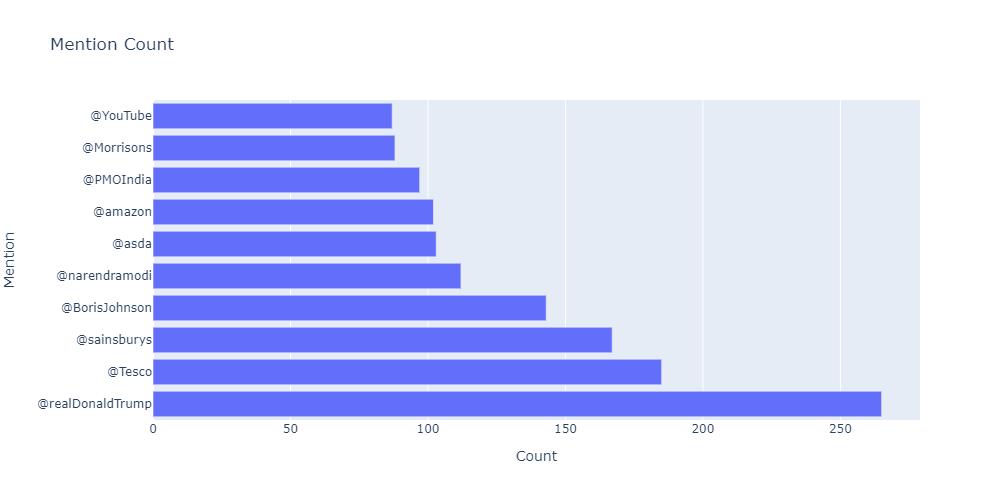 Mention Count
@YouTube
@Morrisons
@PMOIndia
@amazon
@asda
@narendramodi
@BorisJohnson
@sainsburys
@Tesco
@realDonaldTrump
Mention
0 50 100 150 200 250
Count